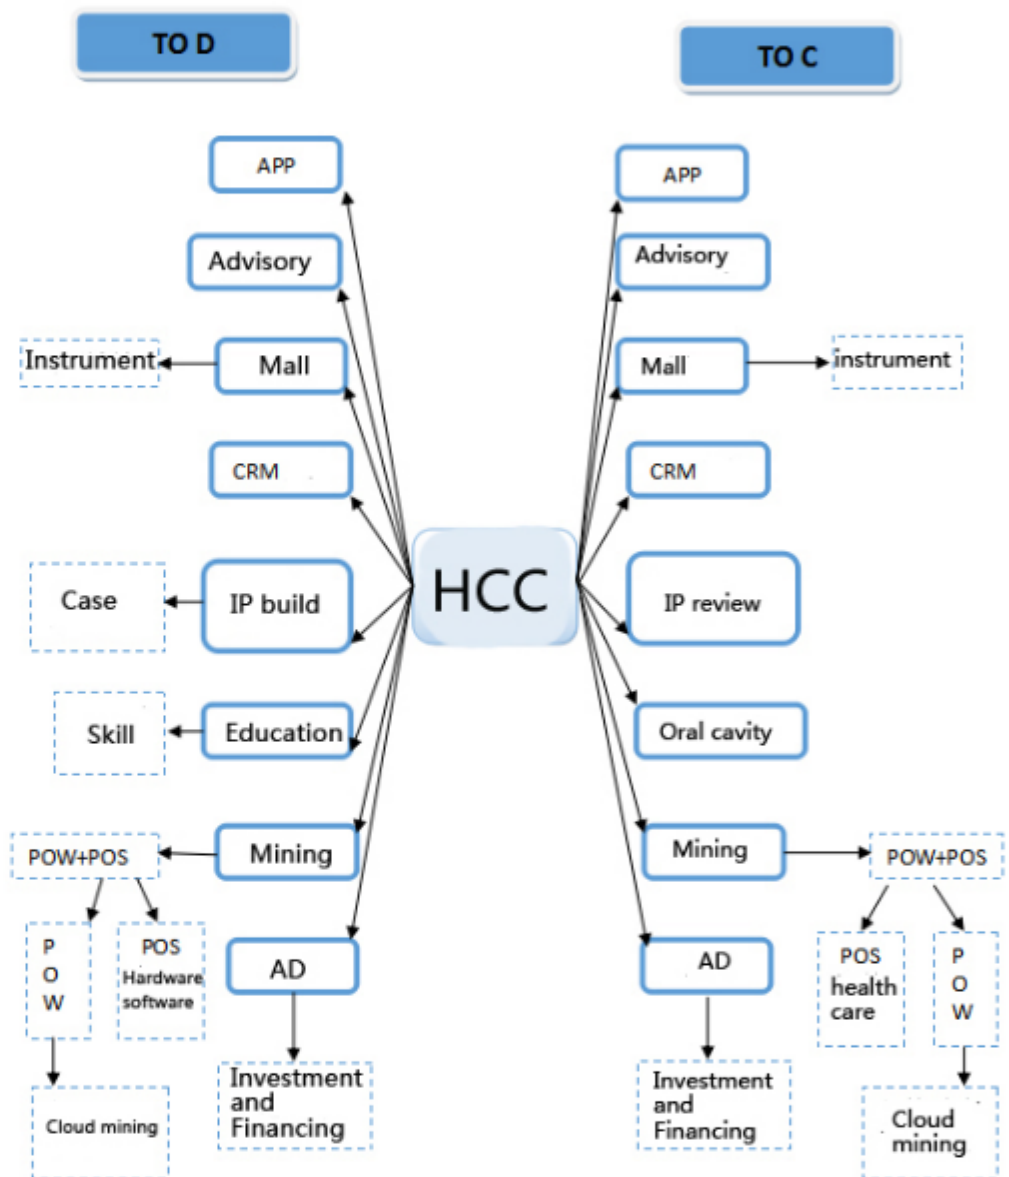 TO D
TO C
APP
APP
Advisory
Advisory
Instrument
Mall
Mall
instrument
CRM
CRM
HCC
Case
IP build
IP review
Skill
Education
Oral cavity
POW+POS
Mining
Mining
POW+POS
P
O
W
POS
Hardware
software
AD
AD
POS
health
care
P
O
W
Cloud mining
Investment
and
Financing
Investment
and
Financing
Cloud
mining